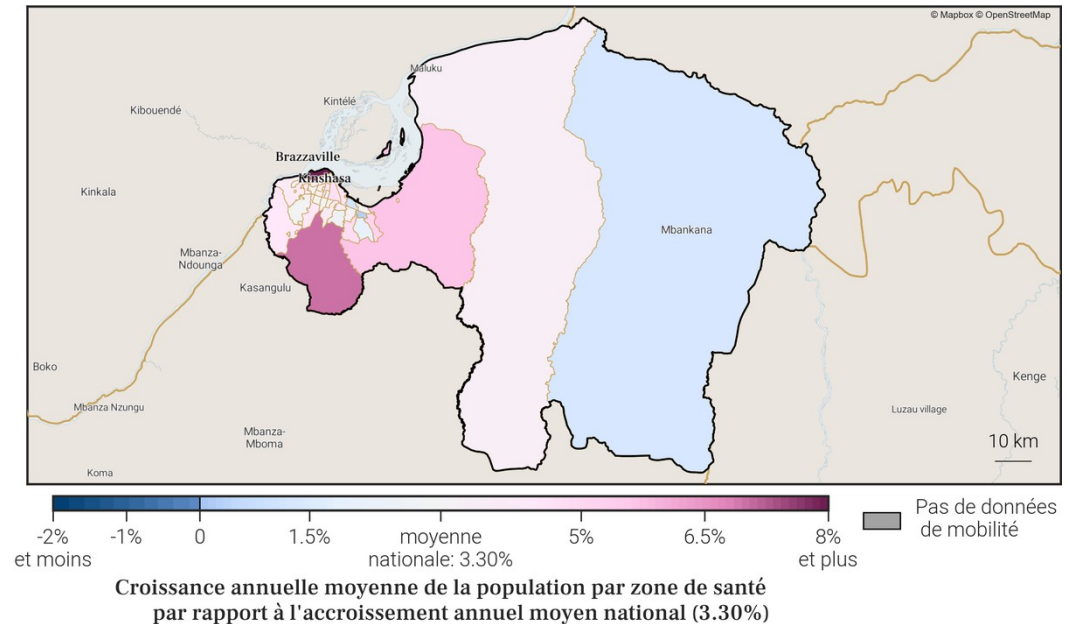 © Mapbox © OpenStreetMap
Maluku
Kintélé
Kibouendé
Brazzaville
Kinshasa
Kinkala
Mbankana
Mbanza-
Ndounga
Kasangulu
Boko
Kenge
Mbanza Nzungu
Luzau village
Mbanza-
Mboma
10 km
Koma
-2%
et moins
-1%
0
1.5%
moyenne
nationale: 3.30%
5%
6.5%
8%
et plus
Pas de données
de mobilité
Croissance annuelle moyenne de la population par zone de santé
par rapport à l'accroissement annuel moyen national (3.30%)